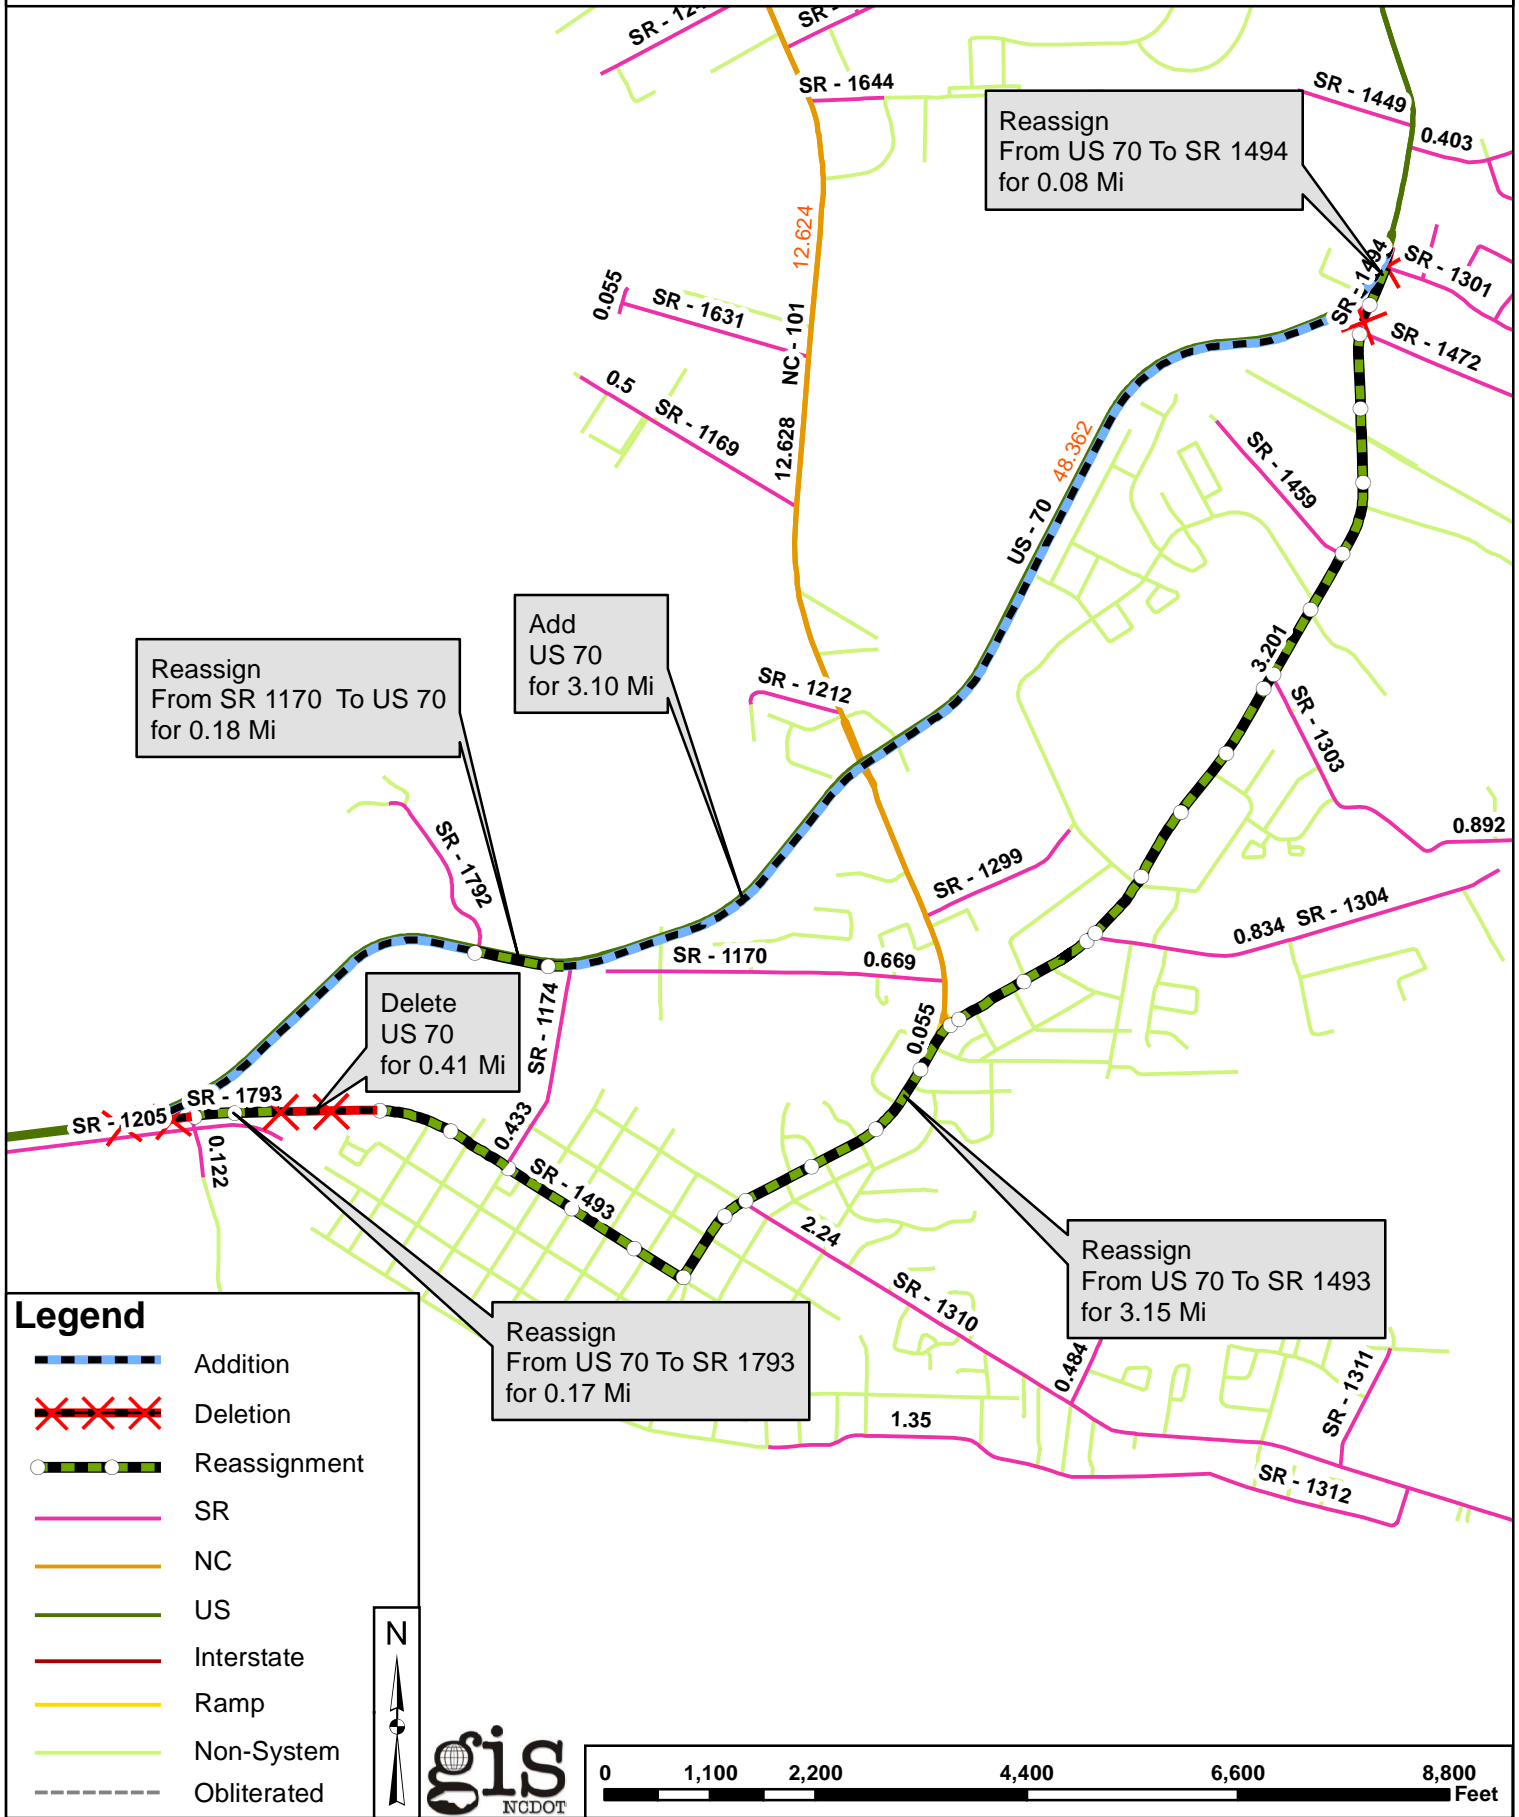 SR - 1644
SR - 1449
0.403
Reassign
From US 70 To SR 1494
for 0.08 Mi
12.624
SR - 1494
SR - 1301
0.055
SR - 1631
NC - 101
SR - 1472
0.5
SR - 1169
12.628
48.362
SR - 1459
US - 70
Add
US 70
for 3.10 Mi
Reassign
From SR 1170 To US 70
for 0.18 Mi
3.201
SR - 1212
SR - 1303
0.892
SR - 1792
SR - 1299
0.834 SR - 1304
SR - 1170
0.669
Delete
US 70
for 0.41 Mi
SR - 1174
0.055
SR - 1793
SR - 1205
0.433
0.122
SR - 1493
2.24
Reassign
From US 70 To SR 1493
for 3.15 Mi
SR - 1310
Reassign
From US 70 To SR 1793
for 0.17 Mi
0.484
SR - 1311
1.35
SR - 1312
Legend
Addition
Deletion
Reassignment
SR
NC
US
Interstate
Ramp
Non-System
Obliterated
N
gis
NCDOT
0 1,100 2,200 4,400 6,600 8,800
Feet